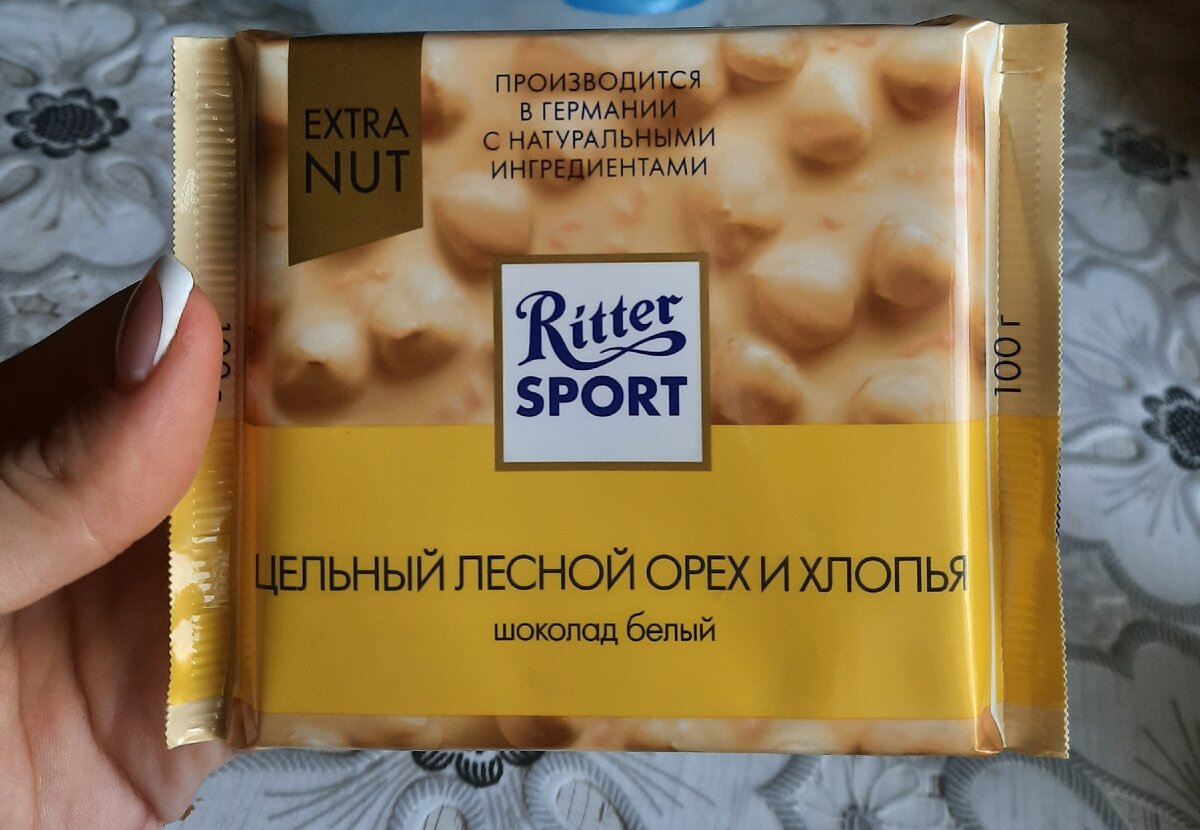 EXTRA
NUT
ПРОИЗВОДИТСЯ
В ГЕРМАНИИ
С НАТУРАЛЬНЫМИ
ИНГРЕДИЕНТАМИ
Ritter
SPORT
100 г
ЦЕЛЬНЫЙ ЛЕСНОЙ ОРЕХ И ХЛОПЬЯ
шоколад белый